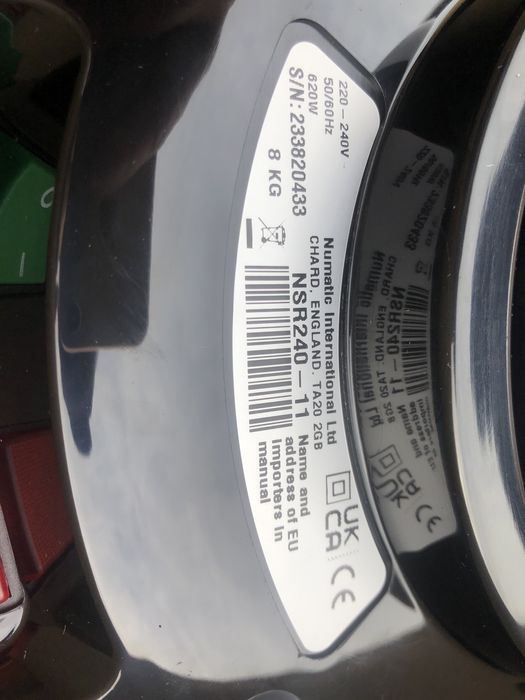 220 – 240V ~
50/60Hz
620W
S/N: 233820433
8 KG
Numatic International Ltd
CHARD, ENGLAND. TA20 2GB
NSR240 – 11
Name and
address of EU
Importers in
manual
UK
CA
CE